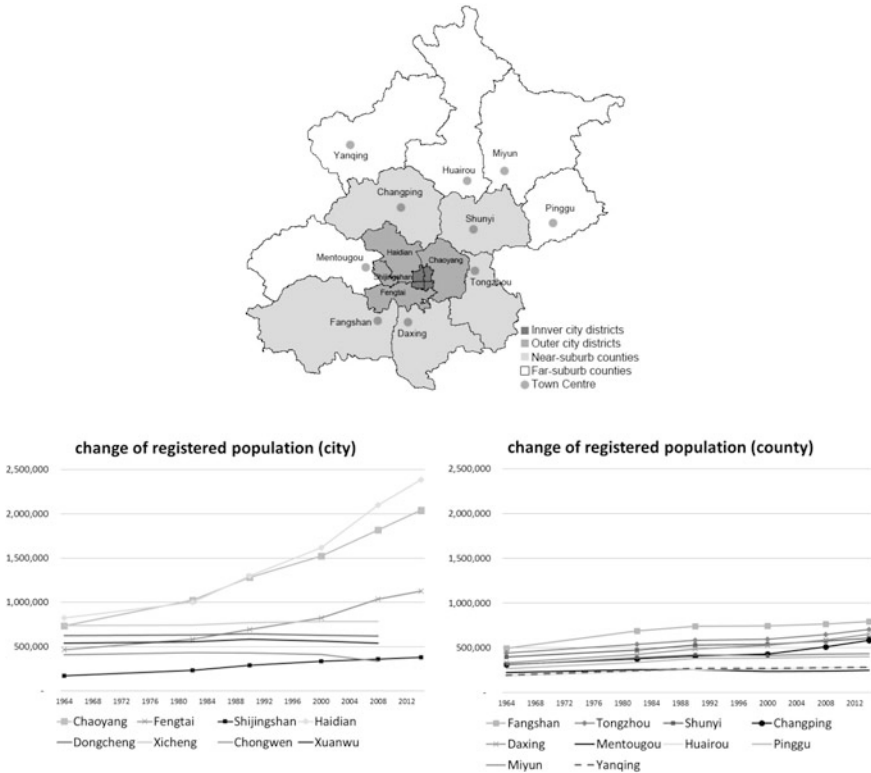 Yanqing
Huairou
Miyun
Changping
Shunyi
Pinggu
Mentougou
Haidian
Chaoyang
Shijingshan
Tongzhou
Fengtai
Fangshan
Daxing
Innver city districts
Outer city districts
Near-suburb counties
Far-suburb counties
Town Centre
change of registered population (city)
2,500,000
2,000,000
1,500,000
1,000,000
500,000
-
1964 1968 1972 1976 1980 1984 1988 1992 1996 2000 2004 2008 2012
Chaoyang Fengtai Shijingshan Haidian
Dongcheng Xicheng Chongwen Xuanwu
change of registered population (county)
2,500,000
2,000,000
1,500,000
1,000,000
500,000
-
1964 1968 1972 1976 1980 1984 1988 1992 1996 2000 2004 2008 2012
Fangshan Tongzhou Shunyi Changping
Daxing Mentougou Huairou Pinggu
Miyun Yanqing